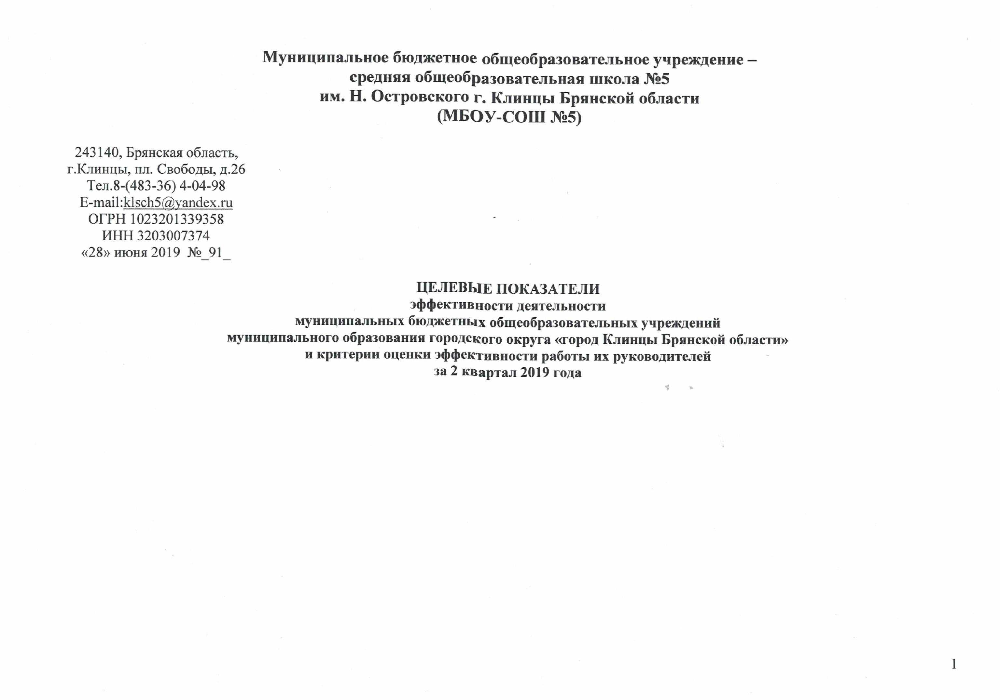 Муниципальное бюджетное общеобразовательное учреждение –
средняя общеобразовательная школа №5
им. Н. Островского г. Клинцы Брянской области
(МБОУ-СОШ №5)
243140, Брянская область,
г.Клинцы, пл. Свободы, д.26
Тел.8-(483-36) 4-04-98
E-mail:klsch5@yandex.ru
ОГРН 1023201339358
ИНН 3203007374
«28» июня 2019 №_91_
ЦЕЛЕВЫЕ ПОКАЗАТЕЛИ
эффективности деятельности
муниципальных бюджетных общеобразовательных учреждений
муниципального образования городского округа «город Клинцы Брянской области»
и критерии оценки эффективности работы их руководителей
за 2 квартал 2019 года
1